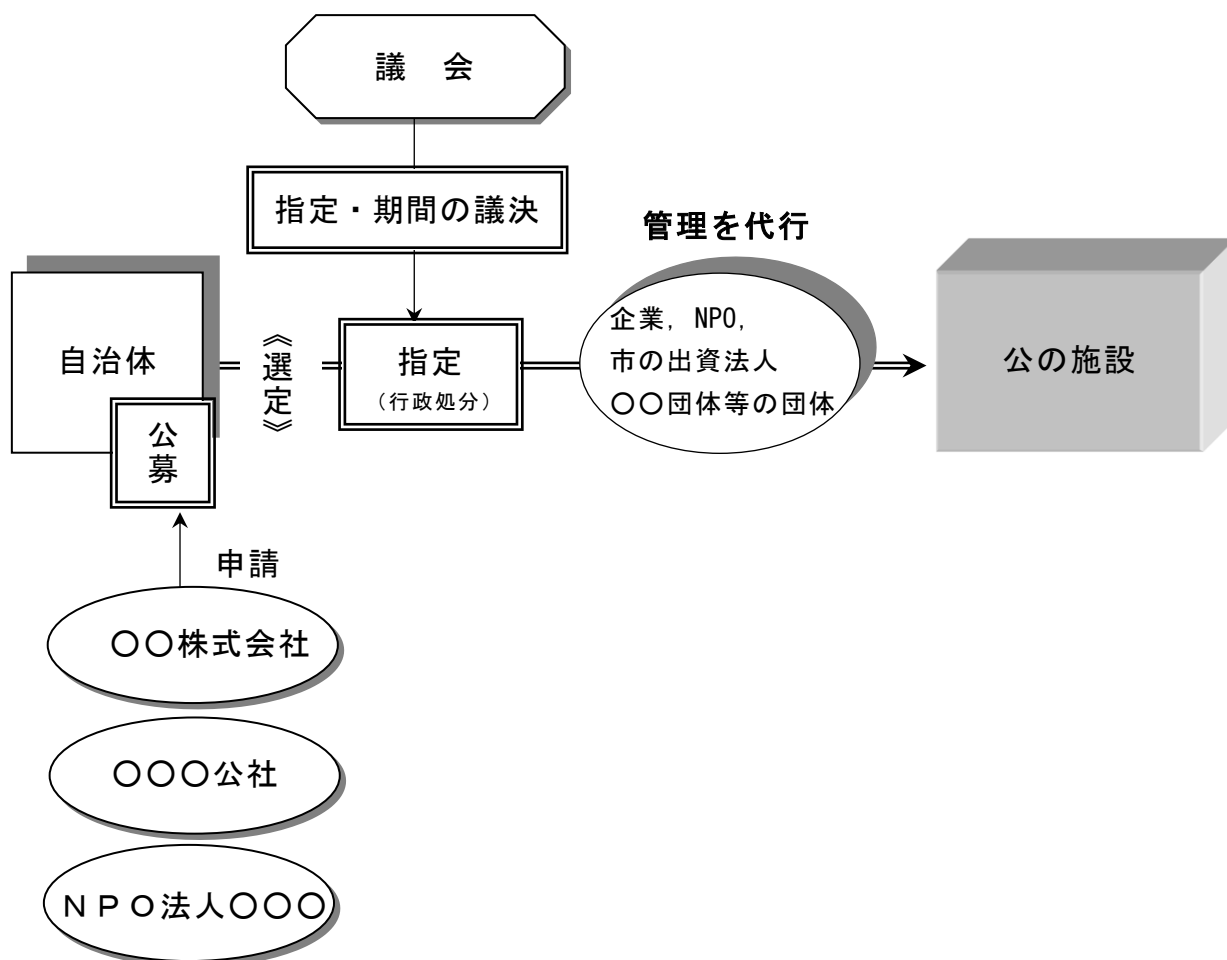 議　会
指定・期間の議決
管理を代行
自治体
《選定》
指定
（行政処分）
企業, NPO,
市の出資法人
〇〇団体等の団体
公の施設
公募
申請
〇〇株式会社
〇〇〇公社
ＮＰＯ法人〇〇〇